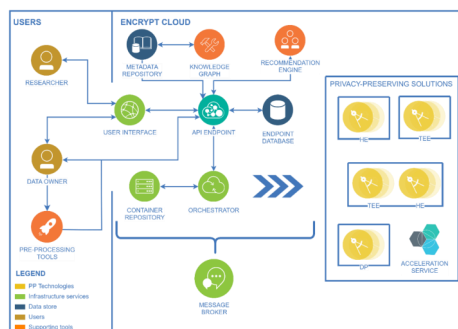 USERS
ENCRYPT CLOUD
RESEARCHER
METADATA
REPOSITORY
KNOWLEDGE
GRAPH
RECOMMENDATION
ENGINE
USER INTERFACE
API ENDPOINT
ENDPOINT
DATABASE
DATA OWNER
CONTAINER
REPOSITORY
ORCHESTRATOR
PRE-PROCESSING
TOOLS
MESSAGE
BROKER
PRIVACY-PRESERVING SOLUTIONS
HE
TEE
TEE
HE
DP
ACCELERATION
SERVICE
LEGEND
PP Technologies
Infrastructure services
Data store
Users
Supporting tools